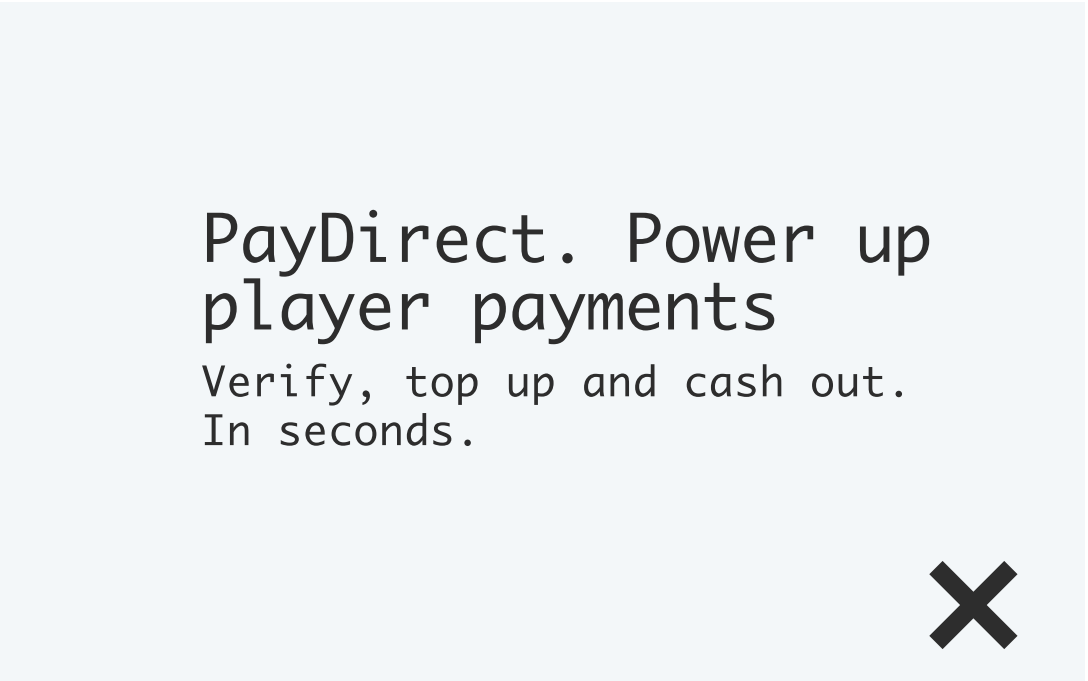 PayDirect. Power up
player payments
Verify, top up and cash out.
In seconds.